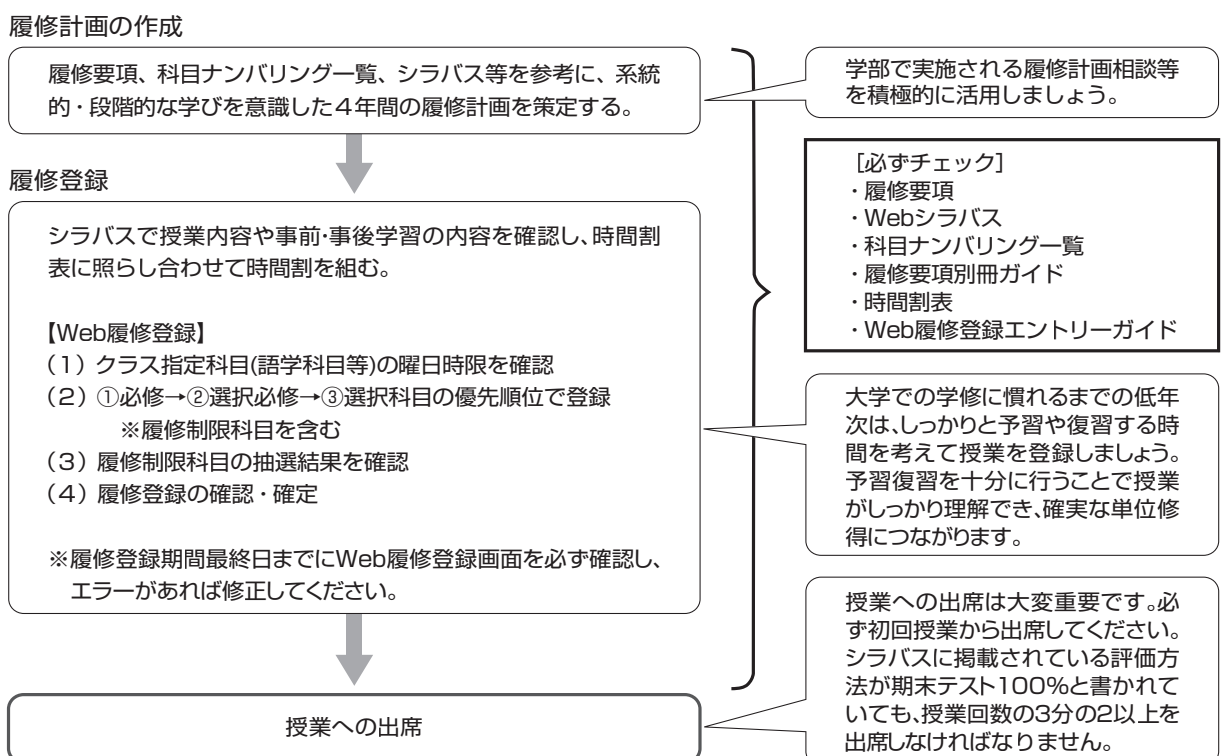 履修計画の作成
履修要項、科目ナンバリング一覧、シラバス等を参考に、系統
的・段階的な学びを意識した４年間の履修計画を策定する。
学部で実施される履修計画相談等
を積極的に活用しましょう。
［必ずチェック］
・履修要項
・Webシラバス
・科目ナンバリング一覧
・履修要項別冊ガイド
・時間割表
・Web履修登録エントリーガイド
履修登録
シラバスで授業内容や事前･事後学習の内容を確認し、時間割
表に照らし合わせて時間割を組む。
【Web履修登録】
（１）クラス指定科目(語学科目等)の曜日時限を確認
（２）①必修→②選択必修→③選択科目の優先順位で登録
※履修制限科目を含む
（３）履修制限科目の抽選結果を確認
（４）履修登録の確認・確定
※履修登録期間最終日までにWeb履修登録画面を必ず確認し、
エラーがあれば修正してください。
大学での学修に慣れるまでの低年
次は、しっかりと予習や復習する時
間を考えて授業を登録しましょう。
予習復習を十分に行うことで授業
がしっかり理解でき、確実な単位修
得につながります。
授業への出席
授業への出席は大変重要です。必
ず初回授業から出席してください。
シラバスに掲載されている評価方
法が期末テスト100%と書かれて
いても、授業回数の3分の2以上を
出席しなければなりません。